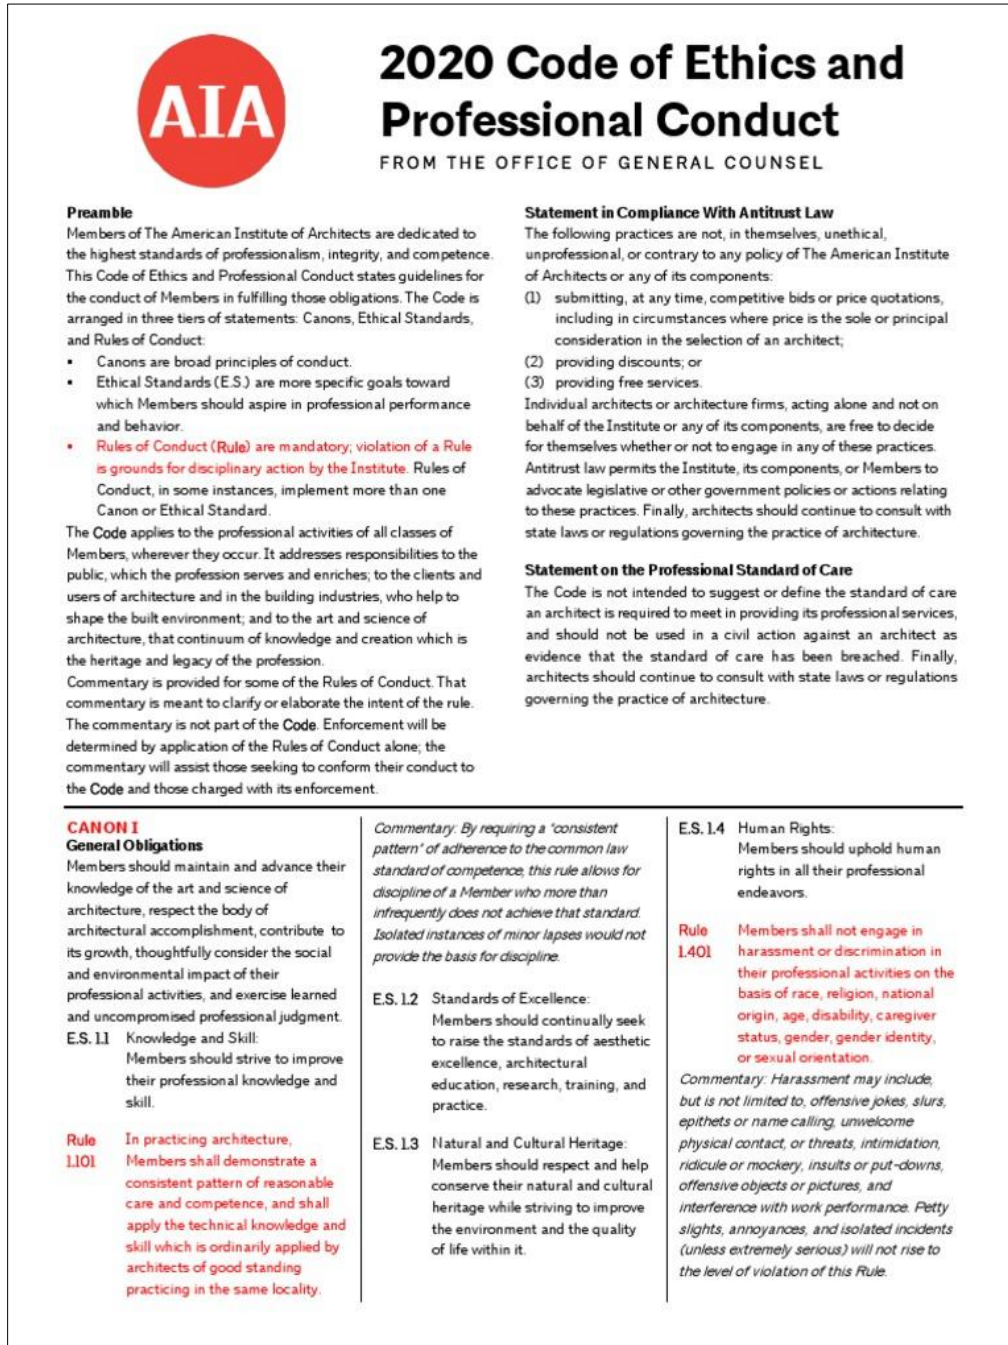 AIA
2020 Code of Ethics and
Professional Conduct
FROM THE OFFICE OF GENERAL COUNSEL
Preamble
Members of The American Institute of Architects are dedicated to
the highest standards of professionalism, integrity, and competence.
This Code of Ethics and Professional Conduct states guidelines for
the conduct of Members in fulfilling those obligations. The Code is
arranged in three tiers of statements: Canons, Ethical Standards,
and Rules of Conduct:
• Canons are broad principles of conduct.
• Ethical Standards (E.S.) are more specific goals toward
which Members should aspire in professional performance
and behavior.
• Rules of Conduct (Rule) are mandatory; violation of a Rule
is grounds for disciplinary action by the Institute. Rules of
Conduct, in some instances, implement more than one
Canon or Ethical Standard.
The Code applies to the professional activities of all classes of
Members, wherever they occur. It addresses responsibilities to the
public, which the profession serves and enriches; to the clients and
users of architecture and in the building industries, who help to
shape the built environment; and to the art and science of
architecture, that continuum of knowledge and creation which is
the heritage and legacy of the profession.
Commentary is provided for some of the Rules of Conduct. That
commentary is meant to clarify or elaborate the intent of the rule.
The commentary is not part of the Code. Enforcement will be
determined by application of the Rules of Conduct alone; the
commentary will assist those seeking to conform their conduct to
the Code and those charged with its enforcement.
Statement in Compliance With Antitrust Law
The following practices are not, in themselves, unethical,
unprofessional, or contrary to any policy of The American Institute
of Architects or any of its components:
(1) submitting, at any time, competitive bids or price quotations,
including in circumstances where price is the sole or principal
consideration in the selection of an architect;
(2) providing discounts; or
(3) providing free services.
Individual architects or architecture firms, acting alone and not on
behalf of the Institute or any of its components, are free to decide
for themselves whether or not to engage in any of these practices.
Antitrust law permits the Institute, its components, or Members to
advocate legislative or other government policies or actions relating
to these practices. Finally, architects should continue to consult with
state laws or regulations governing the practice of architecture.
Statement on the Professional Standard of Care
The Code is not intended to suggest or define the standard of care
an architect is required to meet in providing its professional services,
and should not be used in a civil action against an architect as
evidence that the standard of care has been breached. Finally,
architects should continue to consult with state laws or regulations
governing the practice of architecture.
CANON I
General Obligations
Members should maintain and advance their
knowledge of the art and science of
architecture, respect the body of
architectural accomplishment, contribute to
its growth, thoughtfully consider the social
and environmental impact of their
professional activities, and exercise learned
and uncompromised professional judgment.
E.S. 1.1 Knowledge and Skill:
Members should strive to improve
their professional knowledge and
skill.
Rule In practicing architecture,
1.101 Members shall demonstrate a
consistent pattern of reasonable
care and competence, and shall
apply the technical knowledge and
skill which is ordinarily applied by
architects of good standing
practicing in the same locality.
Commentary: By requiring a "consistent
pattern" of adherence to the common law
standard of competence, this rule allows for
discipline of a Member who more than
infrequently does not achieve that standard.
Isolated instances of minor lapses would not
provide the basis for discipline.
E.S. 1.2 Standards of Excellence:
Members should continually seek
to raise the standards of aesthetic
excellence, architectural
education, research, training, and
practice.
E.S. 1.3 Natural and Cultural Heritage:
Members should respect and help
conserve their natural and cultural
heritage while striving to improve
the environment and the quality
of life within it.
E.S. 1.4 Human Rights:
Members should uphold human
rights in all their professional
endeavors.
Rule Members shall not engage in
1.401 harassment or discrimination in
their professional activities on the
basis of race, religion, national
origin, age, disability, caregiver
status, gender, gender identity,
or sexual orientation.
Commentary: Harassment may include,
but is not limited to, offensive jokes, slurs,
epithets or name calling, unwelcome
physical contact, or threats, intimidation,
ridicule or mockery, insults or put-downs,
offensive objects or pictures, and
interference with work performance. Petty
slights, annoyances, and isolated incidents
(unless extremely serious) will not rise to
the level of violation of this Rule.